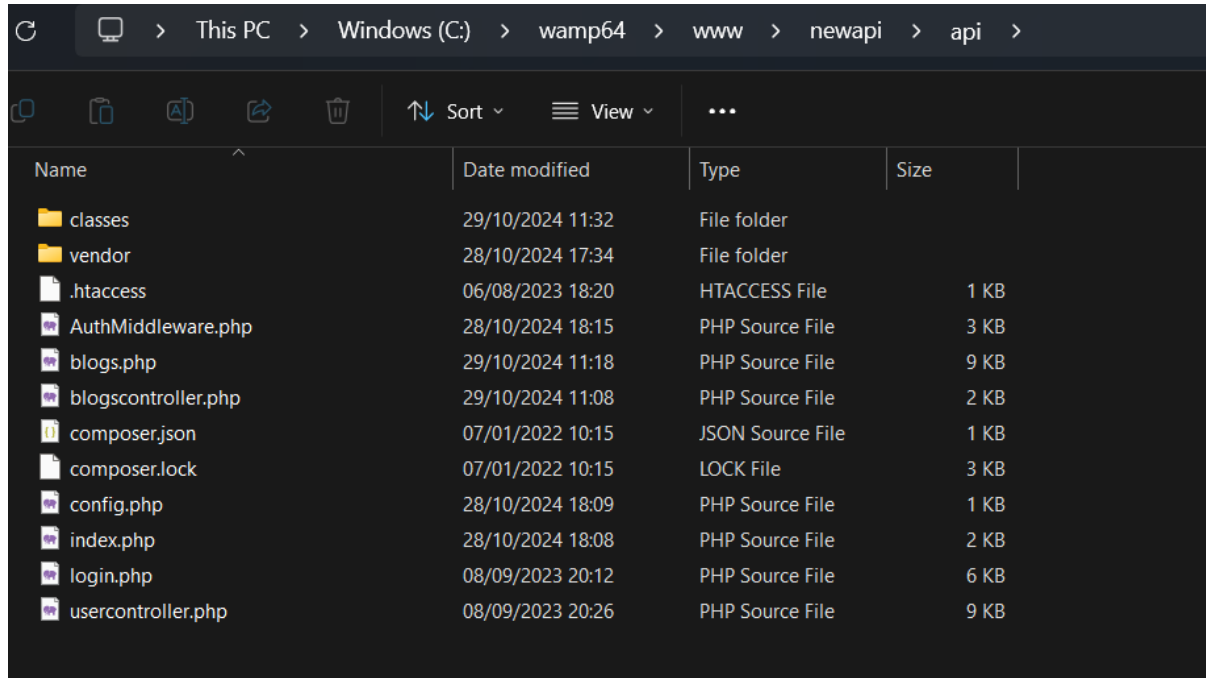 This PC > Windows (C:) > wamp64 > www > newapi > api >
Sort View
Name Date modified Type Size
classes 29/10/2024 11:32 File folder
vendor 28/10/2024 17:34 File folder
.htaccess 06/08/2023 18:20 HTACCESS File 1 KB
AuthMiddleware.php 28/10/2024 18:15 PHP Source File 3 KB
blogs.php 29/10/2024 11:18 PHP Source File 9 KB
blogscontroller.php 29/10/2024 11:08 PHP Source File 2 KB
composer.json 07/01/2022 10:15 JSON Source File 1 KB
composer.lock 07/01/2022 10:15 LOCK File 3 KB
config.php 28/10/2024 18:09 PHP Source File 1 KB
index.php 28/10/2024 18:08 PHP Source File 2 KB
login.php 08/09/2023 20:12 PHP Source File 6 KB
usercontroller.php 08/09/2023 20:26 PHP Source File 9 KB